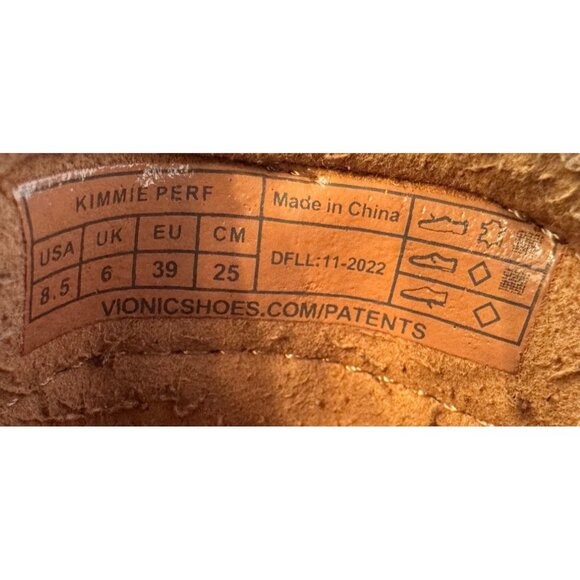 KIMMIE PERF
USA UK EU CM
8.5 6 39 25
Made in China
DFLL:11-2022
VIONICSHOES.COM/PATENTS